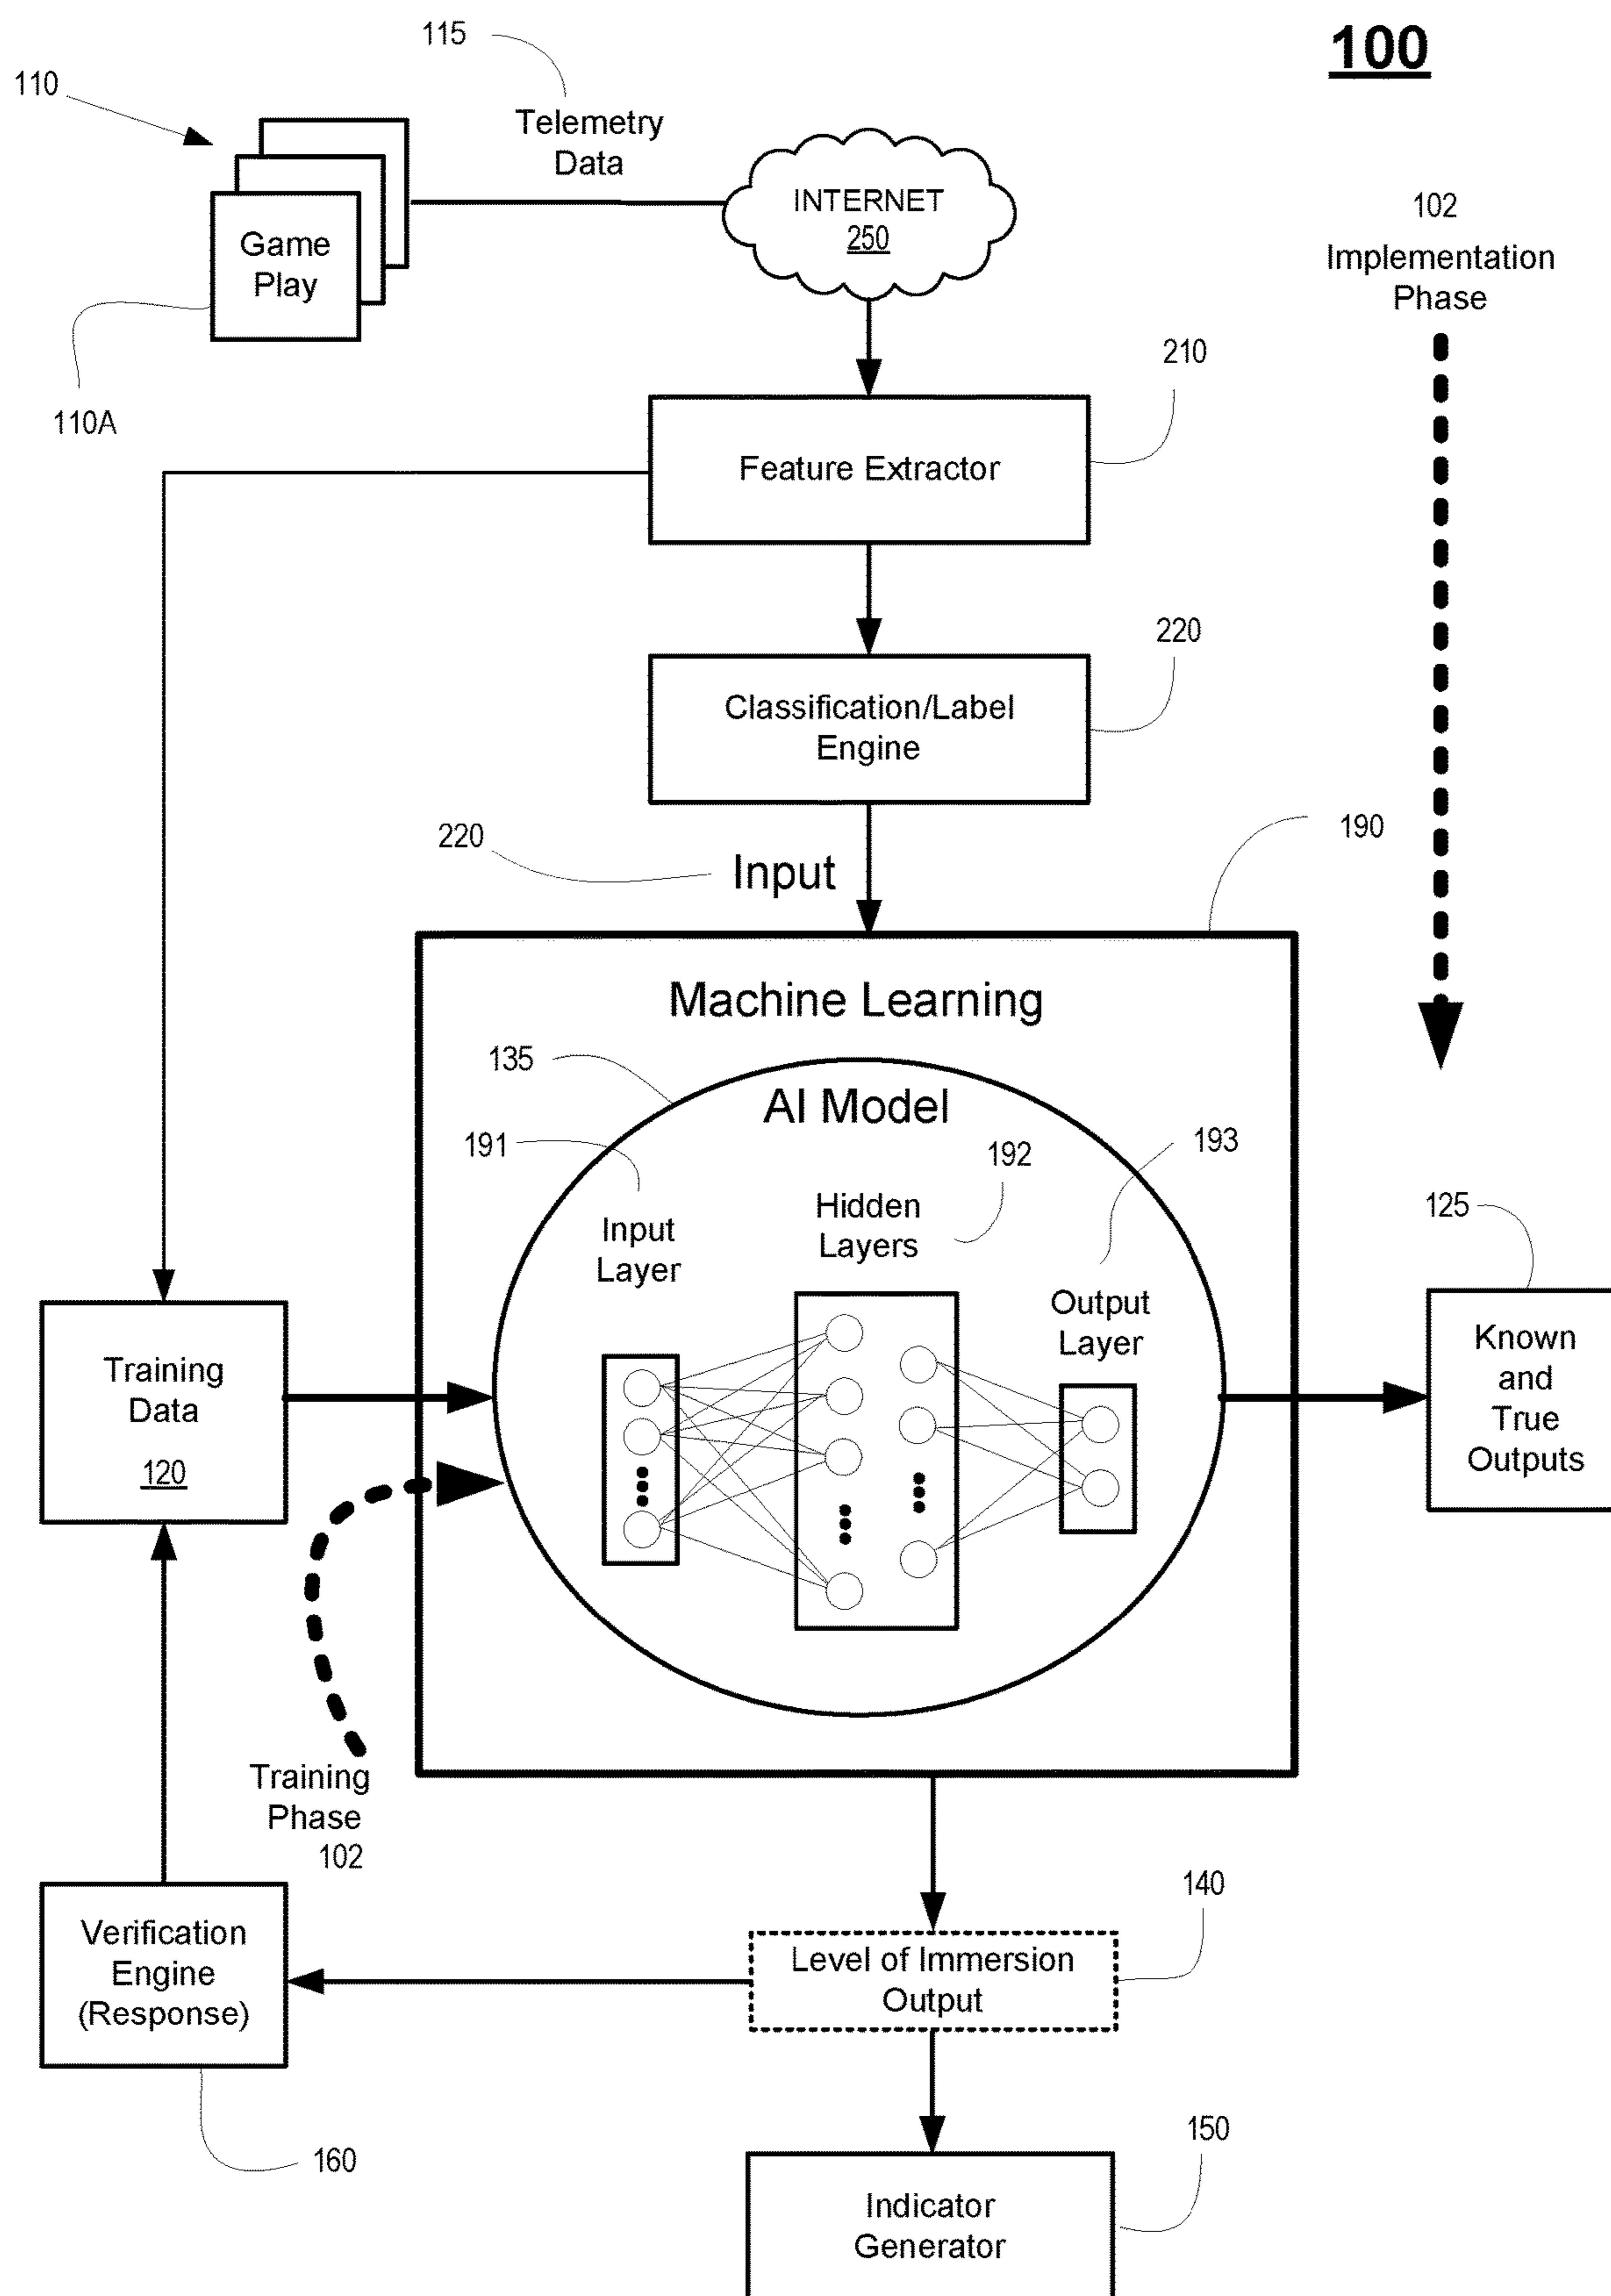 100
115
110
Telemetry
Data
INTERNET
250
Game
Play
110A
102
Implementation
Phase
210
Feature Extractor
220
Classification/Label
Engine
220
Input
190
Machine Learning
135
AI Model
191
192
193
Input
Layer
Hidden
Layers
Output
Layer
125
Known
and
True
Outputs
Training
Data
120
Training
Phase
102
140
Level of Immersion
Output
Verification
Engine
(Response)
160
150
Indicator
Generator